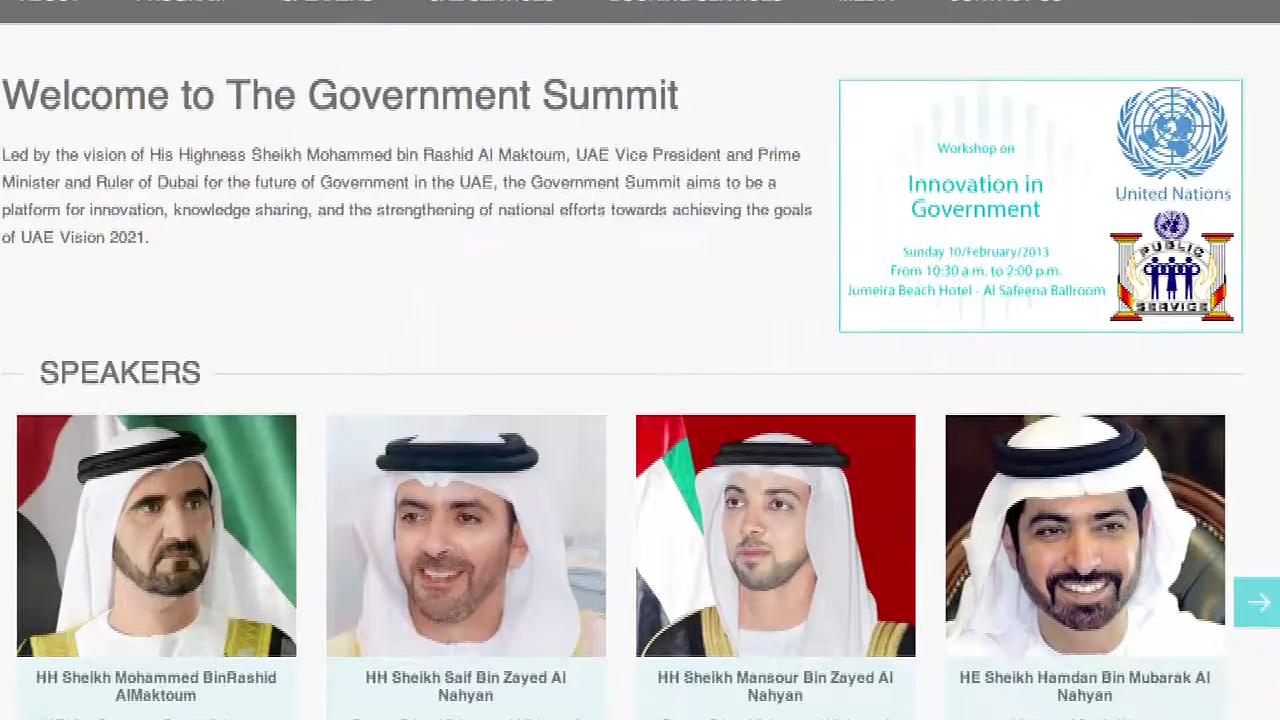 Welcome to The Government Summit
Led by the vision of His Highness Sheikh Mohammed bin Rashid Al Maktoum, UAE Vice President and Prime
Minister and Ruler of Dubai for the future of Government in the UAE, the Government Summit aims to be a
platform for innovation, knowledge sharing, and the strengthening of national efforts towards achieving the goals
of UAE Vision 2021.
Workshop on
Innovation in
Government
Sunday 10/February/2013
From 10:30 a.m. to 2:00 p.m.
Jumeira Beach Hotel - Al Safeena Ballroom
United Nations
PUBLIC
SERVICE
SPEAKERS
HH Sheikh Mohammed BinRashid
AlMaktoum
HH Sheikh Saif Bin Zayed Al
Nahyan
HH Sheikh Mansour Bin Zayed Al
Nahyan
HE Sheikh Hamdan Bin Mubarak Al
Nahyan